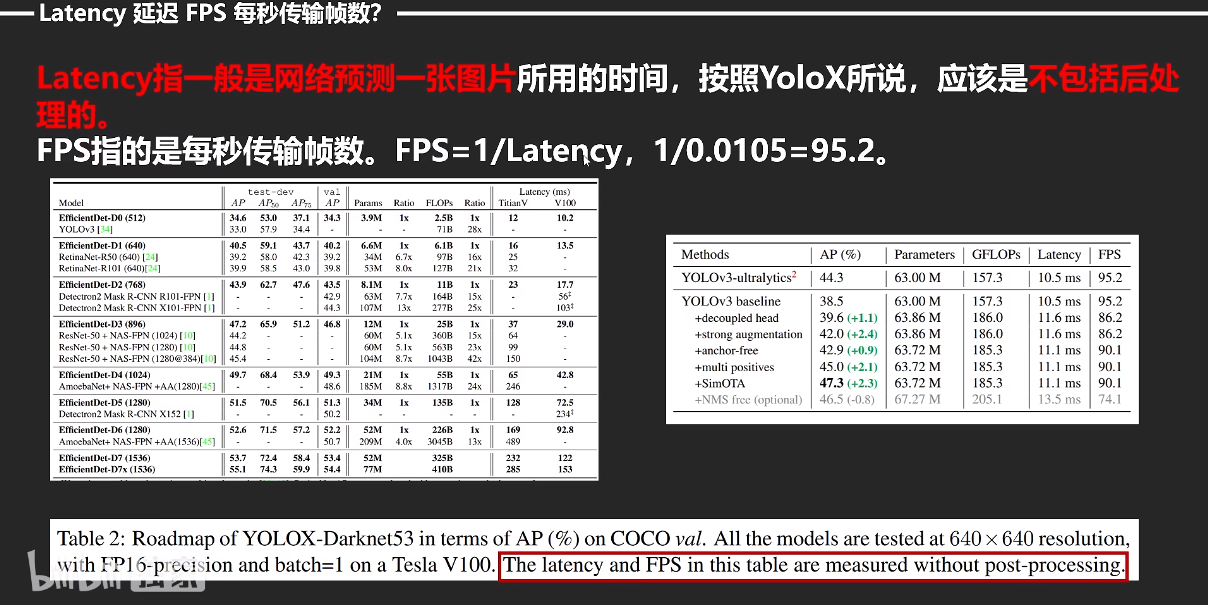 Latency 延迟 FPS 每秒传输帧数？
Latency指一般是网络预测一张图片所用的时间，按照YoloX所说，应该是不包括后处
理的。
FPS指的是每秒传输帧数。FPS=1/Latency，1/0.0105=95.2。
test-dev val Latency (ms)
Model AP AP50 AP75 AP Params Ratio FLOPs Ratio TitianV V100
EfficientDet-D0 (512) 34.6 53.0 37.1 34.3 3.9M 1x 2.5B 1x 12 10.2
YOLOv3 [34] 33.0 57.9 34.4 - - - 71B 28x - -
EfficientDet-D1 (640) 40.5 59.1 43.7 40.2 6.6M 1x 6.1B 1x 16 13.5
RetinaNet-R50 (640) [24] 39.2 58.0 42.3 39.2 34M 6.7x 97B 16x 25 -
RetinaNet-R101 (640)[24] 39.9 58.5 43.0 39.8 53M 8.0x 127B 21x 32 -
EfficientDet-D2 (768) 43.9 62.7 47.6 43.5 8.1M 1x 11B 1x 23 17.7
Detectron2 Mask R-CNN R101-FPN [1] - - - 42.9 63M 7.7x 164B 15x - 56‡
Detectron2 Mask R-CNN X101-FPN [1] - - - 44.3 107M 13x 277B 25x - 103‡
EfficientDet-D3 (896) 47.2 65.9 51.2 46.8 12M 1x 25B 1x 37 29.0
ResNet-50 + NAS-FPN (1024) [10] 44.2 - - - 60M 5.1x 360B 15x 64 -
ResNet-50 + NAS-FPN (1280) [10] 44.8 - - - 60M 5.1x 563B 23x 99 -
ResNet-50 + NAS-FPN (1280@384)[10] 45.4 - - - 104M 8.7x 1043B 42x 150 -
EfficientDet-D4 (1024) 49.7 68.4 53.9 49.3 21M 1x 55B 1x 65 42.8
AmoebaNet+ NAS-FPN +AA(1280)[45] - - - 48.6 185M 8.8x 1317B 24x 246 -
EfficientDet-D5 (1280) 51.5 70.5 56.1 51.3 34M 1x 135B 1x 128 72.5
Detectron2 Mask R-CNN X152 [1] - - - 50.2 - - - - - 234‡
EfficientDet-D6 (1280) 52.6 71.5 57.2 52.2 52M 1x 226B 1x 169 92.8
AmoebaNet+ NAS-FPN +AA(1536)[45] - - - 50.7 209M 4.0x 3045B 13x 489 -
EfficientDet-D7 (1536) 53.7 72.4 58.4 53.4 52M 325B 232 122
EfficientDet-D7x (1536) 55.1 74.3 59.9 54.4 77M 410B 285 153
Methods AP (%) Parameters GFLOPs Latency FPS
YOLOv3-ultralytics2 44.3 63.00 M 157.3 10.5 ms 95.2
YOLOv3 baseline 38.5 63.00 M 157.3 10.5 ms 95.2
+decoupled head 39.6 (+1.1) 63.86 M 186.0 11.6 ms 86.2
+strong augmentation 42.0 (+2.4) 63.86 M 186.0 11.6 ms 86.2
+anchor-free 42.9 (+0.9) 63.72 M 185.3 11.1 ms 90.1
+multi positives 45.0 (+2.1) 63.72 M 185.3 11.1 ms 90.1
+SimOTA 47.3 (+2.3) 63.72 M 185.3 11.1 ms 90.1
+NMS free (optional) 46.5 (-0.8) 67.27 M 205.1 13.5 ms 74.1
Table 2: Roadmap of YOLOX-Darknet53 in terms of AP (%) on COCO val. All the models are tested at 640×640 resolution,
with FP16-precision and batch=1 on a Tesla V100. The latency and FPS in this table are measured without post-processing.
bilibili